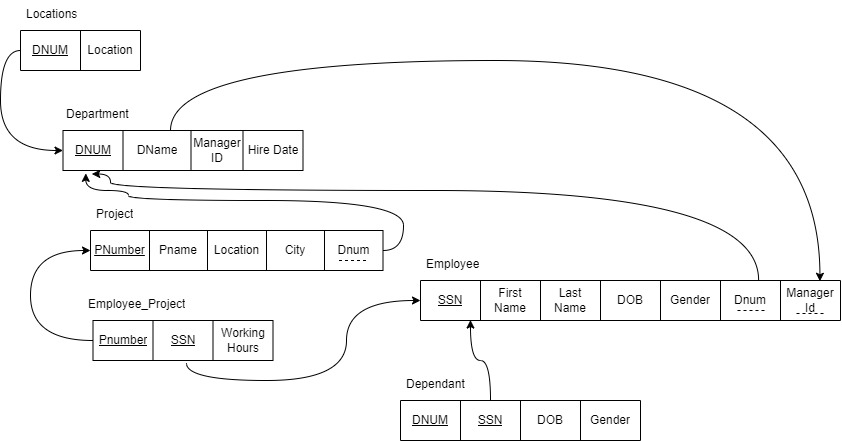 Locations
DNUM Location
Department
DNUM DName Manager ID Hire Date
Project
PNumber Pname Location City Dnum
Employee
SSN First Name Last Name DOB Gender Dnum Manager Id
Employee_Project
Pnumber SSN Working Hours
Dependant
DNUM SSN DOB Gender